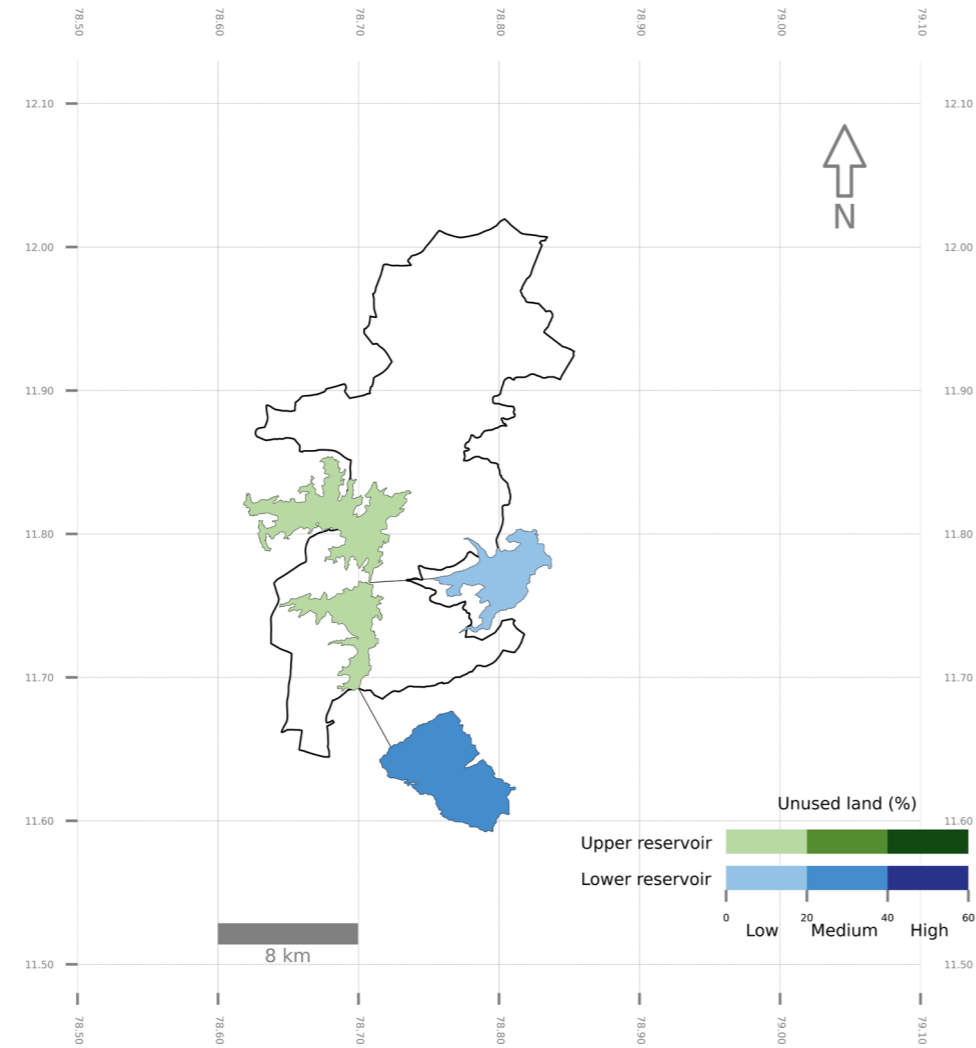 78.50 78.60 78.70 78.80 78.90 79.00 79.10
12.10 12.10
N
12.00 12.00
11.90 11.90
11.80 11.80
11.70 11.70
Unused land (%)
11.60 11.60
Upper reservoir
Lower reservoir
0 20 40 60
Low Medium High
8 km
11.50 11.50
78.50 78.60 78.70 78.80 78.90 79.00 79.10